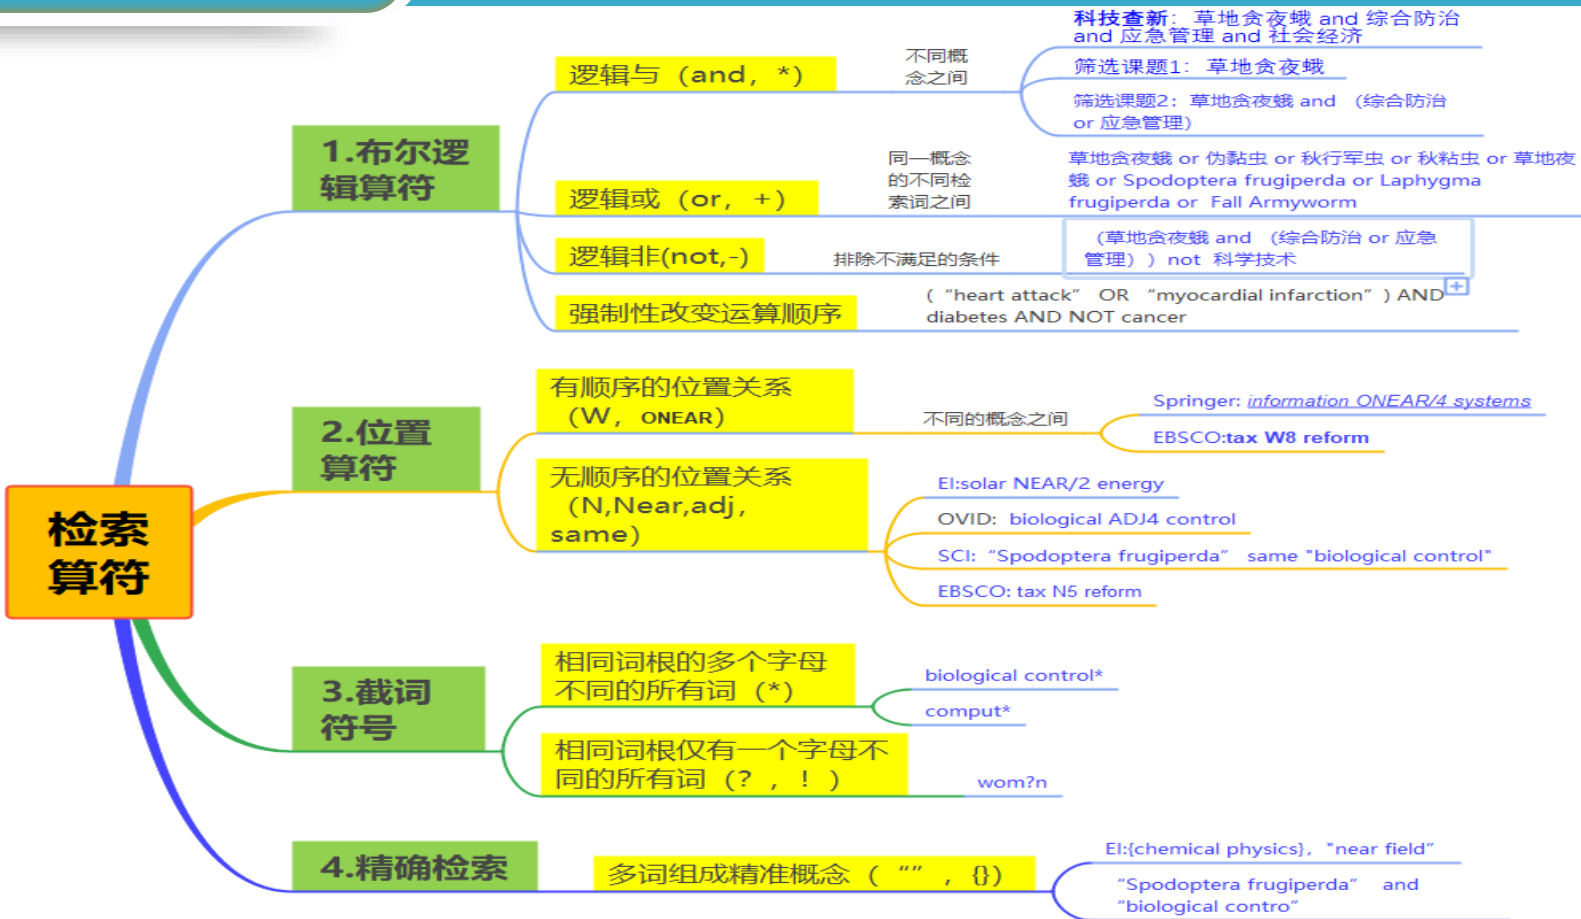 检索
算符
1.布尔逻
辑算符
逻辑与（and，*）
不同概
念之间
科技查新：草地贪夜蛾 and 综合防治
and 应急管理 and 社会经济
筛选课题1：草地贪夜蛾
筛选课题2：草地贪夜蛾 and （综合防治
or 应急管理）
逻辑或（or，+）
同一概念
的不同检
索词之间
草地贪夜蛾 or 伪黏虫 or 秋行军虫 or 秋粘虫 or 草地夜
蛾 or Spodoptera frugiperda or Laphygma
frugiperda or Fall Armyworm
逻辑非(not,-)
排除不满足的条件
（草地贪夜蛾 and （综合防治 or 应急
管理））not 科学技术
强制性改变运算顺序
(“heart attack” OR “myocardial infarction”) AND
diabetes AND NOT cancer
2.位置
算符
有顺序的位置关系
（W，ONEAR）
不同的概念之间
Springer: information ONEAR/4 systems
EBSCO:tax W8 reform
无顺序的位置关系
（N,Near,adj,
same）
EI:solar NEAR/2 energy
OVID: biological ADJ4 control
SCI: “Spodoptera frugiperda” same "biological control"
EBSCO: tax N5 reform
3.截词
符号
相同词根的多个字母
不同的所有词（*）
biological control*
comput*
相同词根仅有一个字母不
同的所有词（?，!）
wom?n
4.精确检索
多词组成精准概念（“”，{}）
EI:{chemical physics}, "near field”
“Spodoptera frugiperda” and
“biological contro”